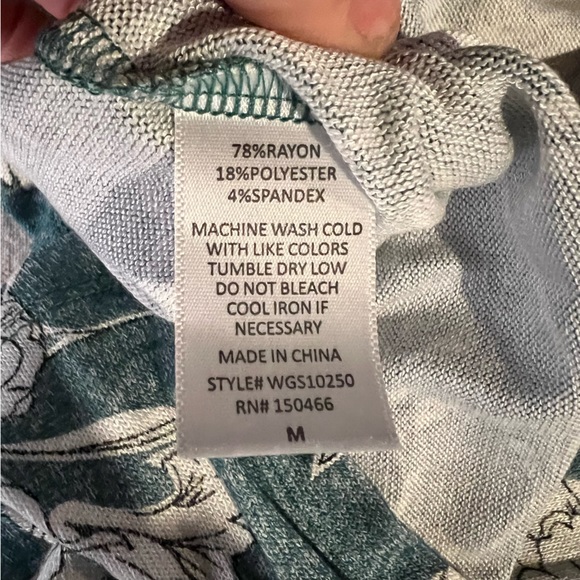 78%RAYON
18%POLYESTER
4%SPANDEX
MACHINE WASH COLD
WITH LIKE COLORS
TUMBLE DRY LOW
DO NOT BLEACH
COOL IRON IF
NECESSARY
MADE IN CHINA
STYLE# WGS10250
RN# 150466
M